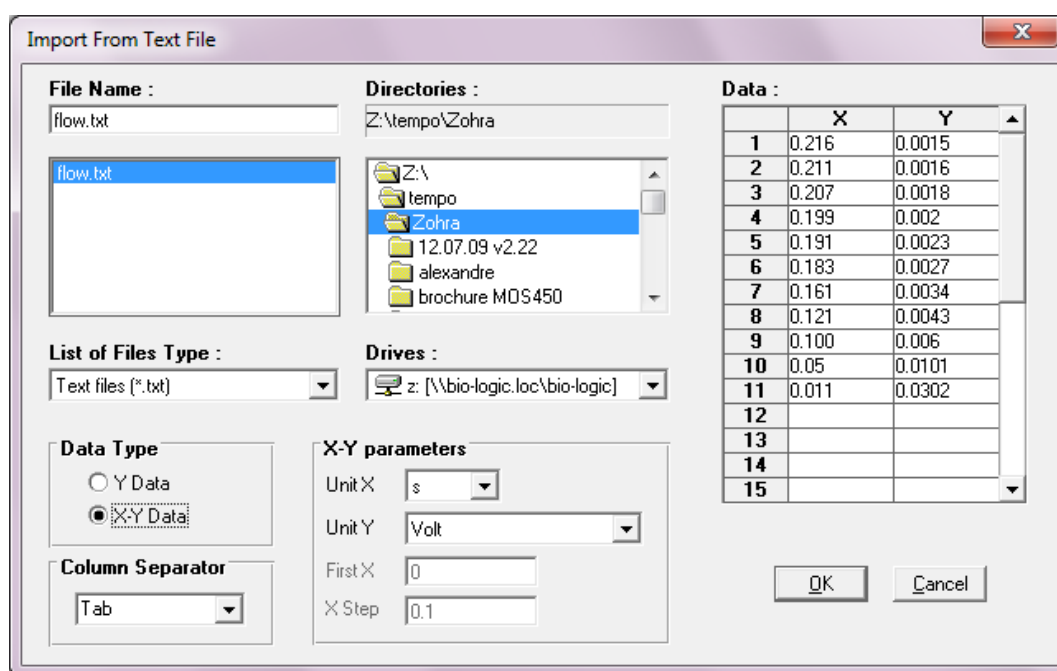 Import From Text File
x
File Name :
flow.txt
flow.txt
Directories :
Z:\tempo\Zohra
Z:\
tempo
Zohra
12.07.09 v2.22
alexandre
brochure MOS450
List of Files Type :
Text files (*.txt)
Drives :
z: [\\bio-logic.loc\bio-logic]
Data Type
Y Data
X-Y Data
Column Separator
Tab
X-Y parameters
Unit X s
Unit Y Volt
First X 0
X Step 0.1
Data :
X Y
1 0.216 0.0015
2 0.211 0.0016
3 0.207 0.0018
4 0.199 0.002
5 0.191 0.0023
6 0.183 0.0027
7 0.161 0.0034
8 0.121 0.0043
9 0.100 0.006
10 0.05 0.0101
11 0.011 0.0302
12
13
14
15
OK Cancel